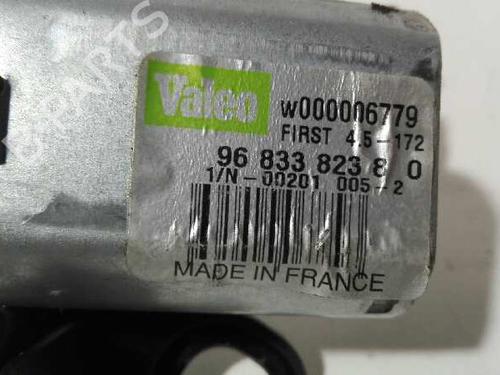 Valeo
w000006779
FIRST 4.5-172
96 833 823 8 0
1/N-00201 005-2
MADE IN FRANCE